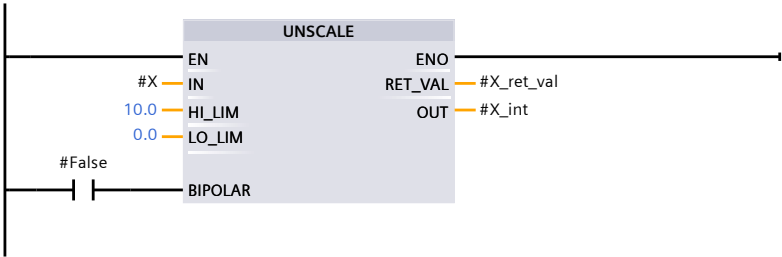 UNSCALE
EN ENO
#X IN RET_VAL #X_ret_val
10.0 HI_LIM OUT #X_int
0.0 LO_LIM
#False
BIPOLAR